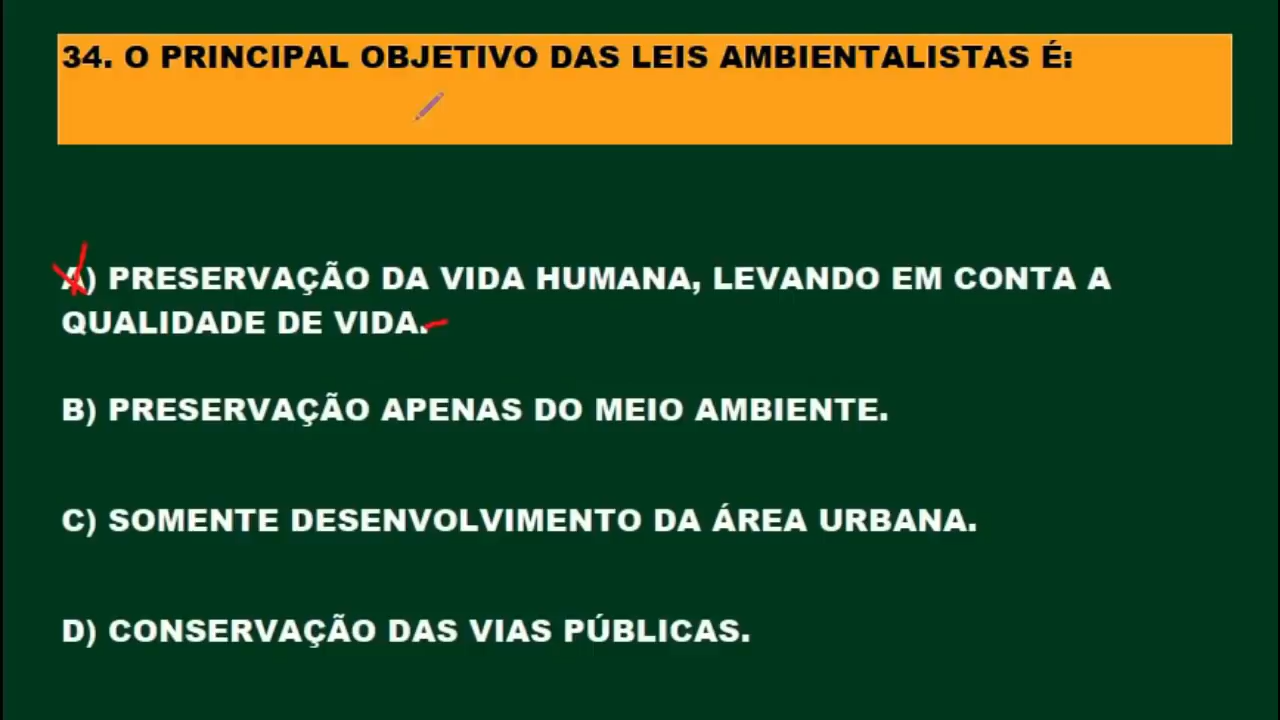 34. O PRINCIPAL OBJETIVO DAS LEIS AMBIENTALISTAS É:
A) PRESERVAÇÃO DA VIDA HUMANA, LEVANDO EM CONTA A
QUALIDADE DE VIDA.
B) PRESERVAÇÃO APENAS DO MEIO AMBIENTE.
C) SOMENTE DESENVOLVIMENTO DA ÁREA URBANA.
D) CONSERVAÇÃO DAS VIAS PÚBLICAS.